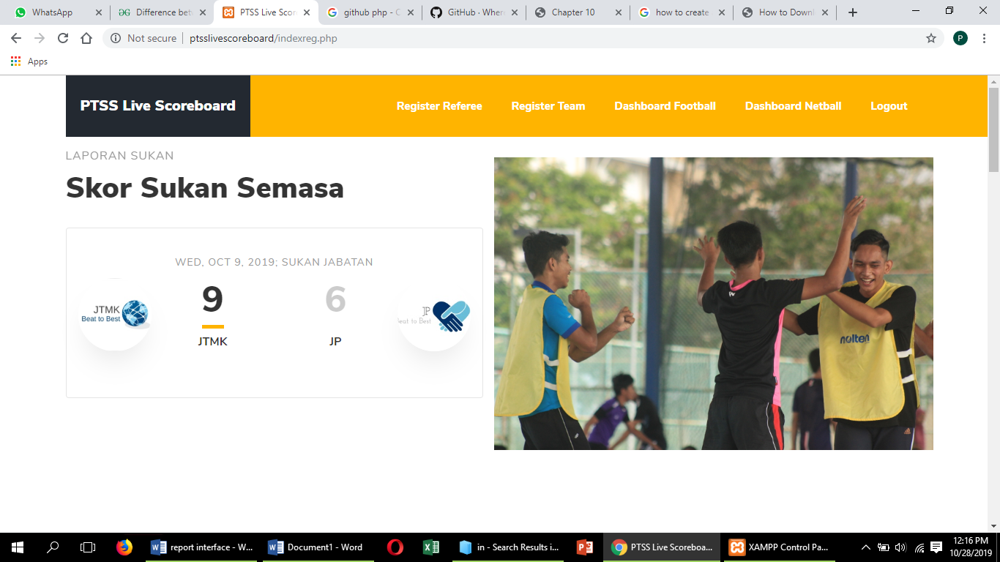 WhatsApp
Difference bet
PTSS Live Scor
github php - C
GitHub · Wher
Chapter 10
how to create
How to Downl
Not secure ptsslivescoreboard/indexreg.php
P
Apps
PTSS Live Scoreboard
Register Referee Register Team Dashboard Football Dashboard Netball Logout
LAPORAN SUKAN
Skor Sukan Semasa
WED, OCT 9, 2019; SUKAN JABATAN
JTMK
Beat to Best
9 6
JTMK JP
JP
Beat to Best
molten
report interface - W...
Document1 - Word
in - Search Results i...
PTSS Live Scoreboa...
XAMPP Control Pa...
12:16 PM
10/28/2019